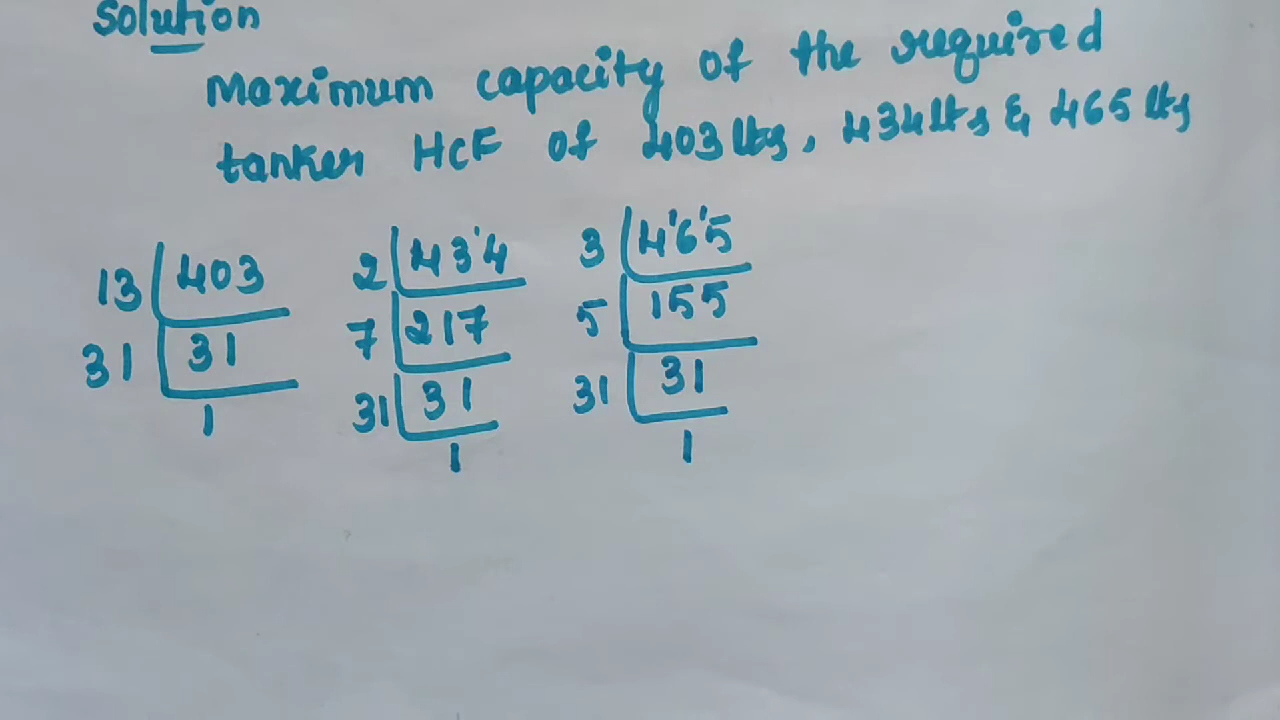 Solution
Maximum capacity of the required
tanker HCF of 403 lts, 434 lts & 465 lts
13 | 403
31 | 31
1
2 | 434
7 | 217
31 | 31
1
3 | 465
5 | 155
31 | 31
1